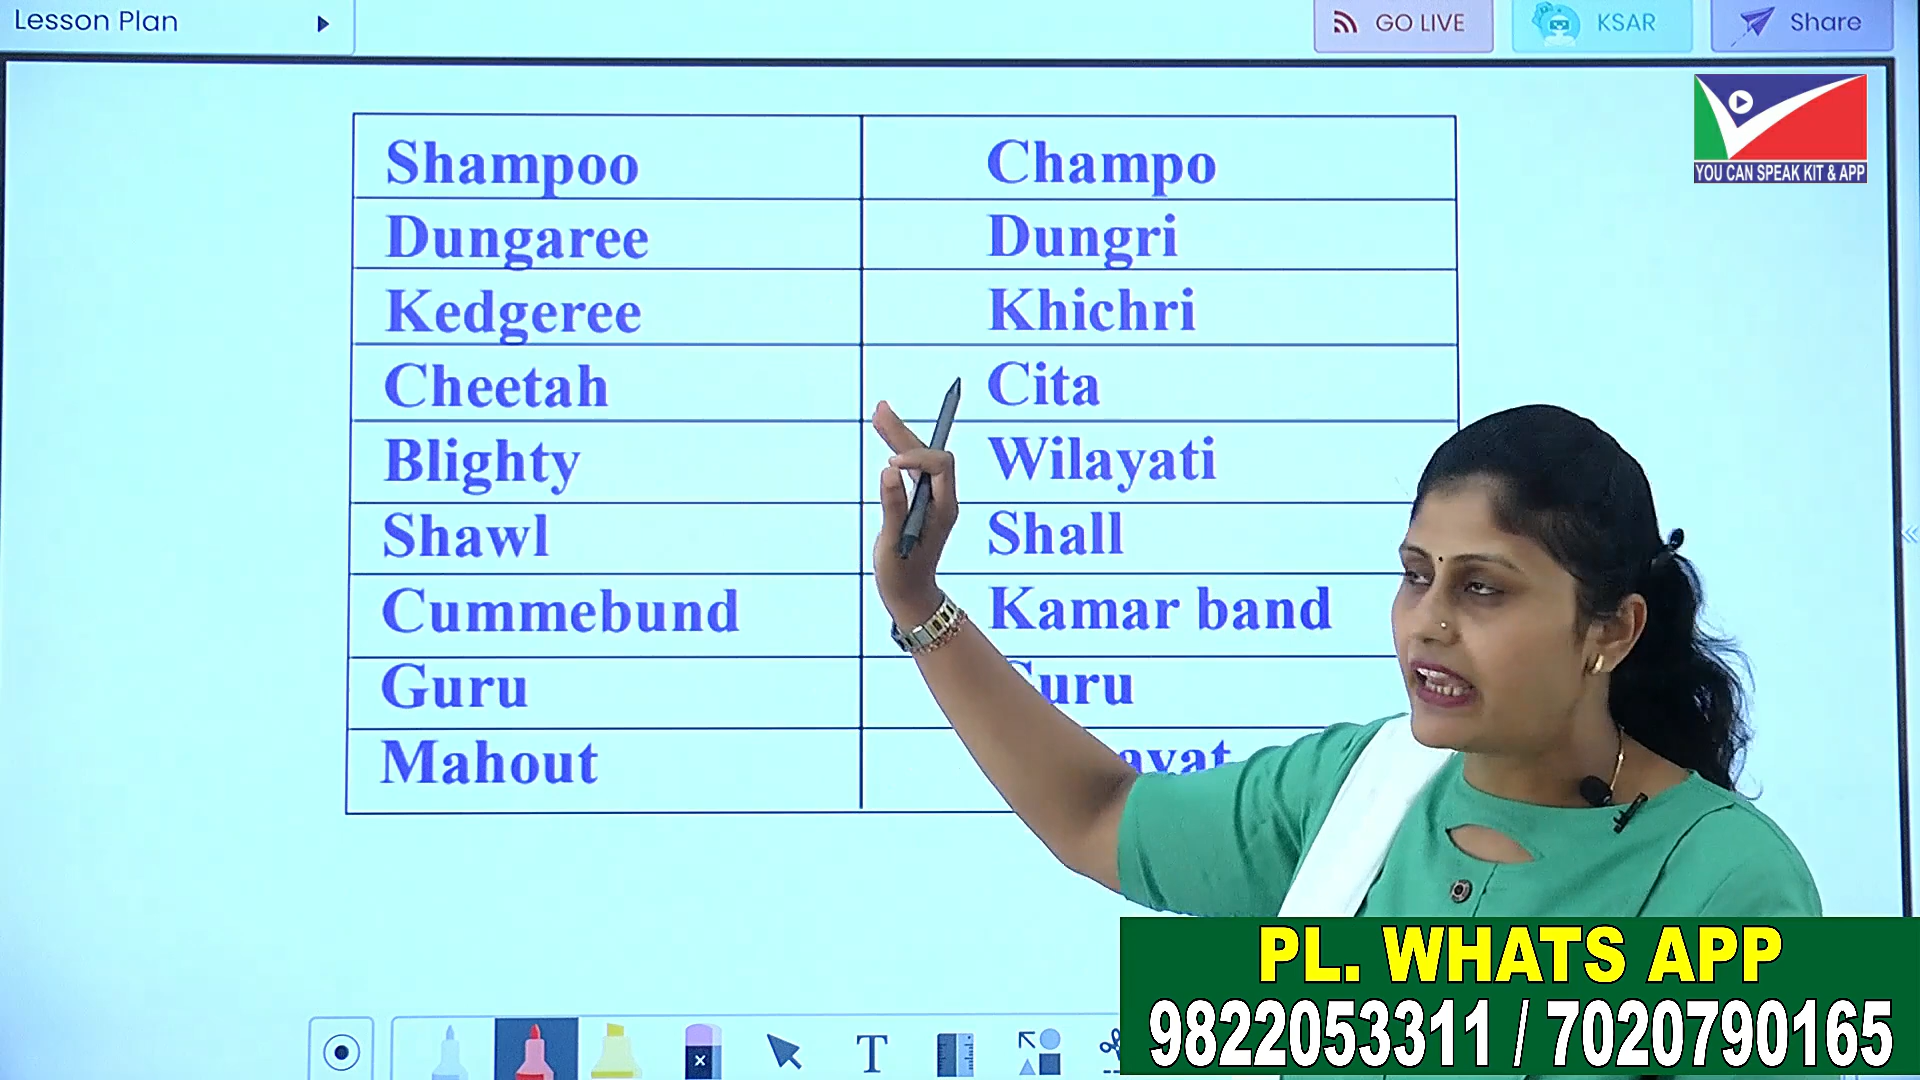 Lesson Plan
GO LIVE
KSAR
Share
YOU CAN SPEAK KIT & APP
Shampoo Champo
Dungaree Dungri
Kedgeree Khichri
Cheetah Cita
Blighty Wilayati
Shawl Shall
Cummebund Kamar band
Guru Guru
Mahout
T
PL. WHATS APP
9822053311 / 7020790165